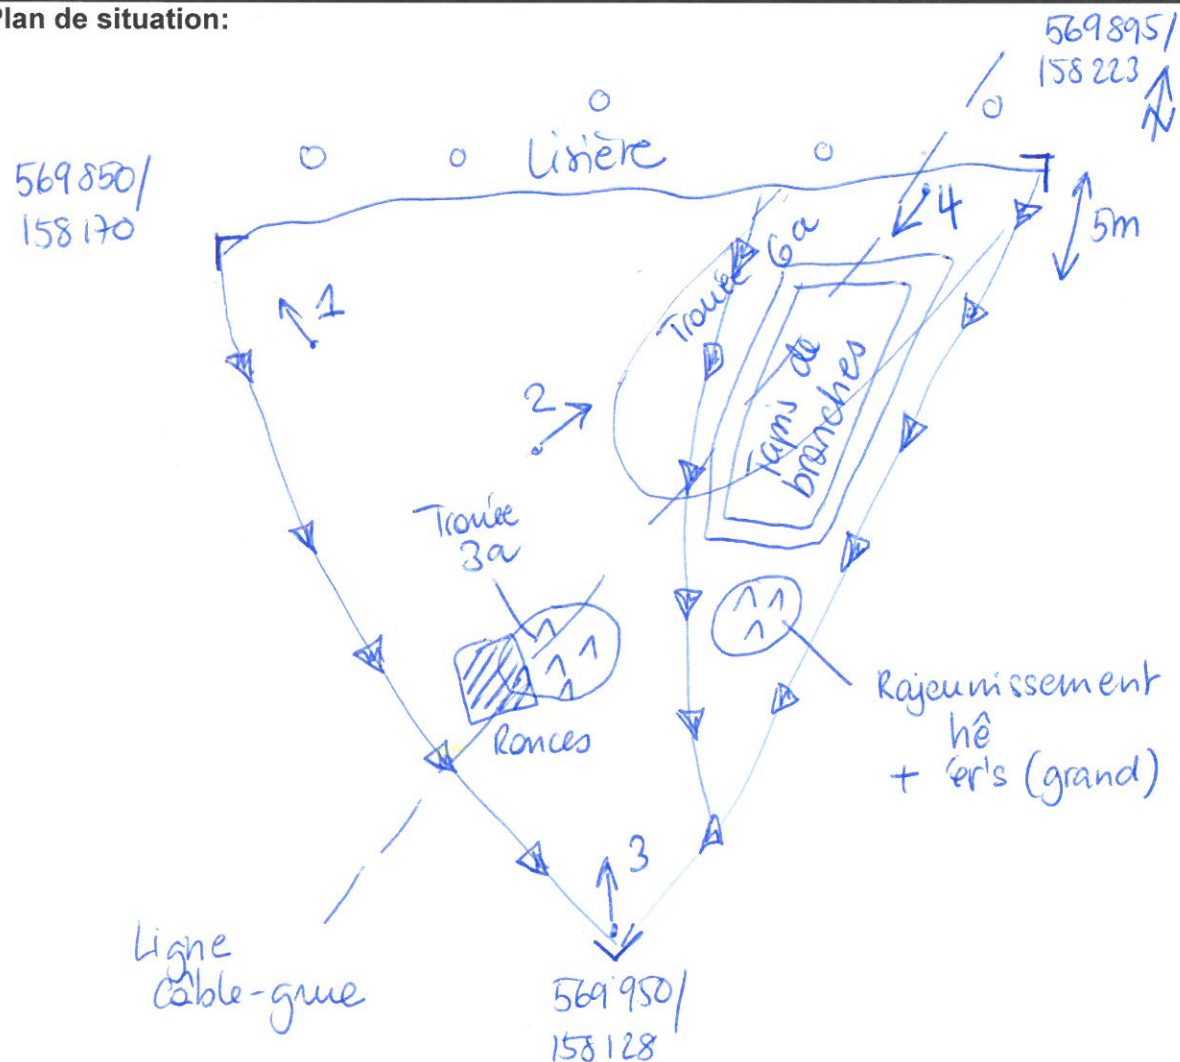 Plan de situation:
569895/
158223
N
569850/
158170
Lisière
5m
4
Trouée 6a
1
2
Tapis de
branches
Trouée
3a
Ronces
Rajeunissement
hê
+ ér's (grand)
3
Ligne
câble-grue
569950/
158128